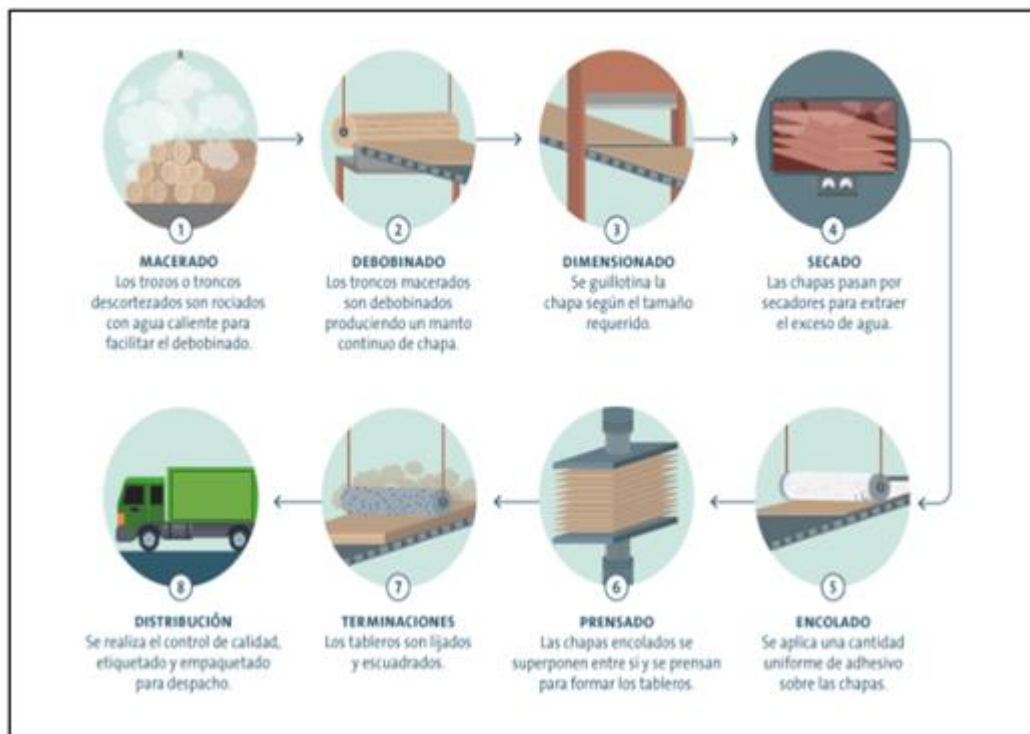 1
MACERADO
Los trozos o troncos
descortezados son rociados
con agua caliente para
facilitar el debobinado.
2
DEBOBINADO
Los troncos macerados
son debobinados
produciendo un manto
continuo de chapa.
3
DIMENSIONADO
Se guillotina la
chapa según el tamaño
requerido.
4
SECADO
Las chapas pasan por
secadores para extraer
el exceso de agua.
5
ENCOLADO
Se aplica una cantidad
uniforme de adhesivo
sobre las chapas.
6
PRENSADO
Las chapas encolados se
superponen entre si y se prensan
para formar los tableros.
7
TERMINACIONES
Los tableros son lijados
y escuadrados.
8
DISTRIBUCIÓN
Se realiza el control de calidad,
etiquetado y empaquetado
para despacho.